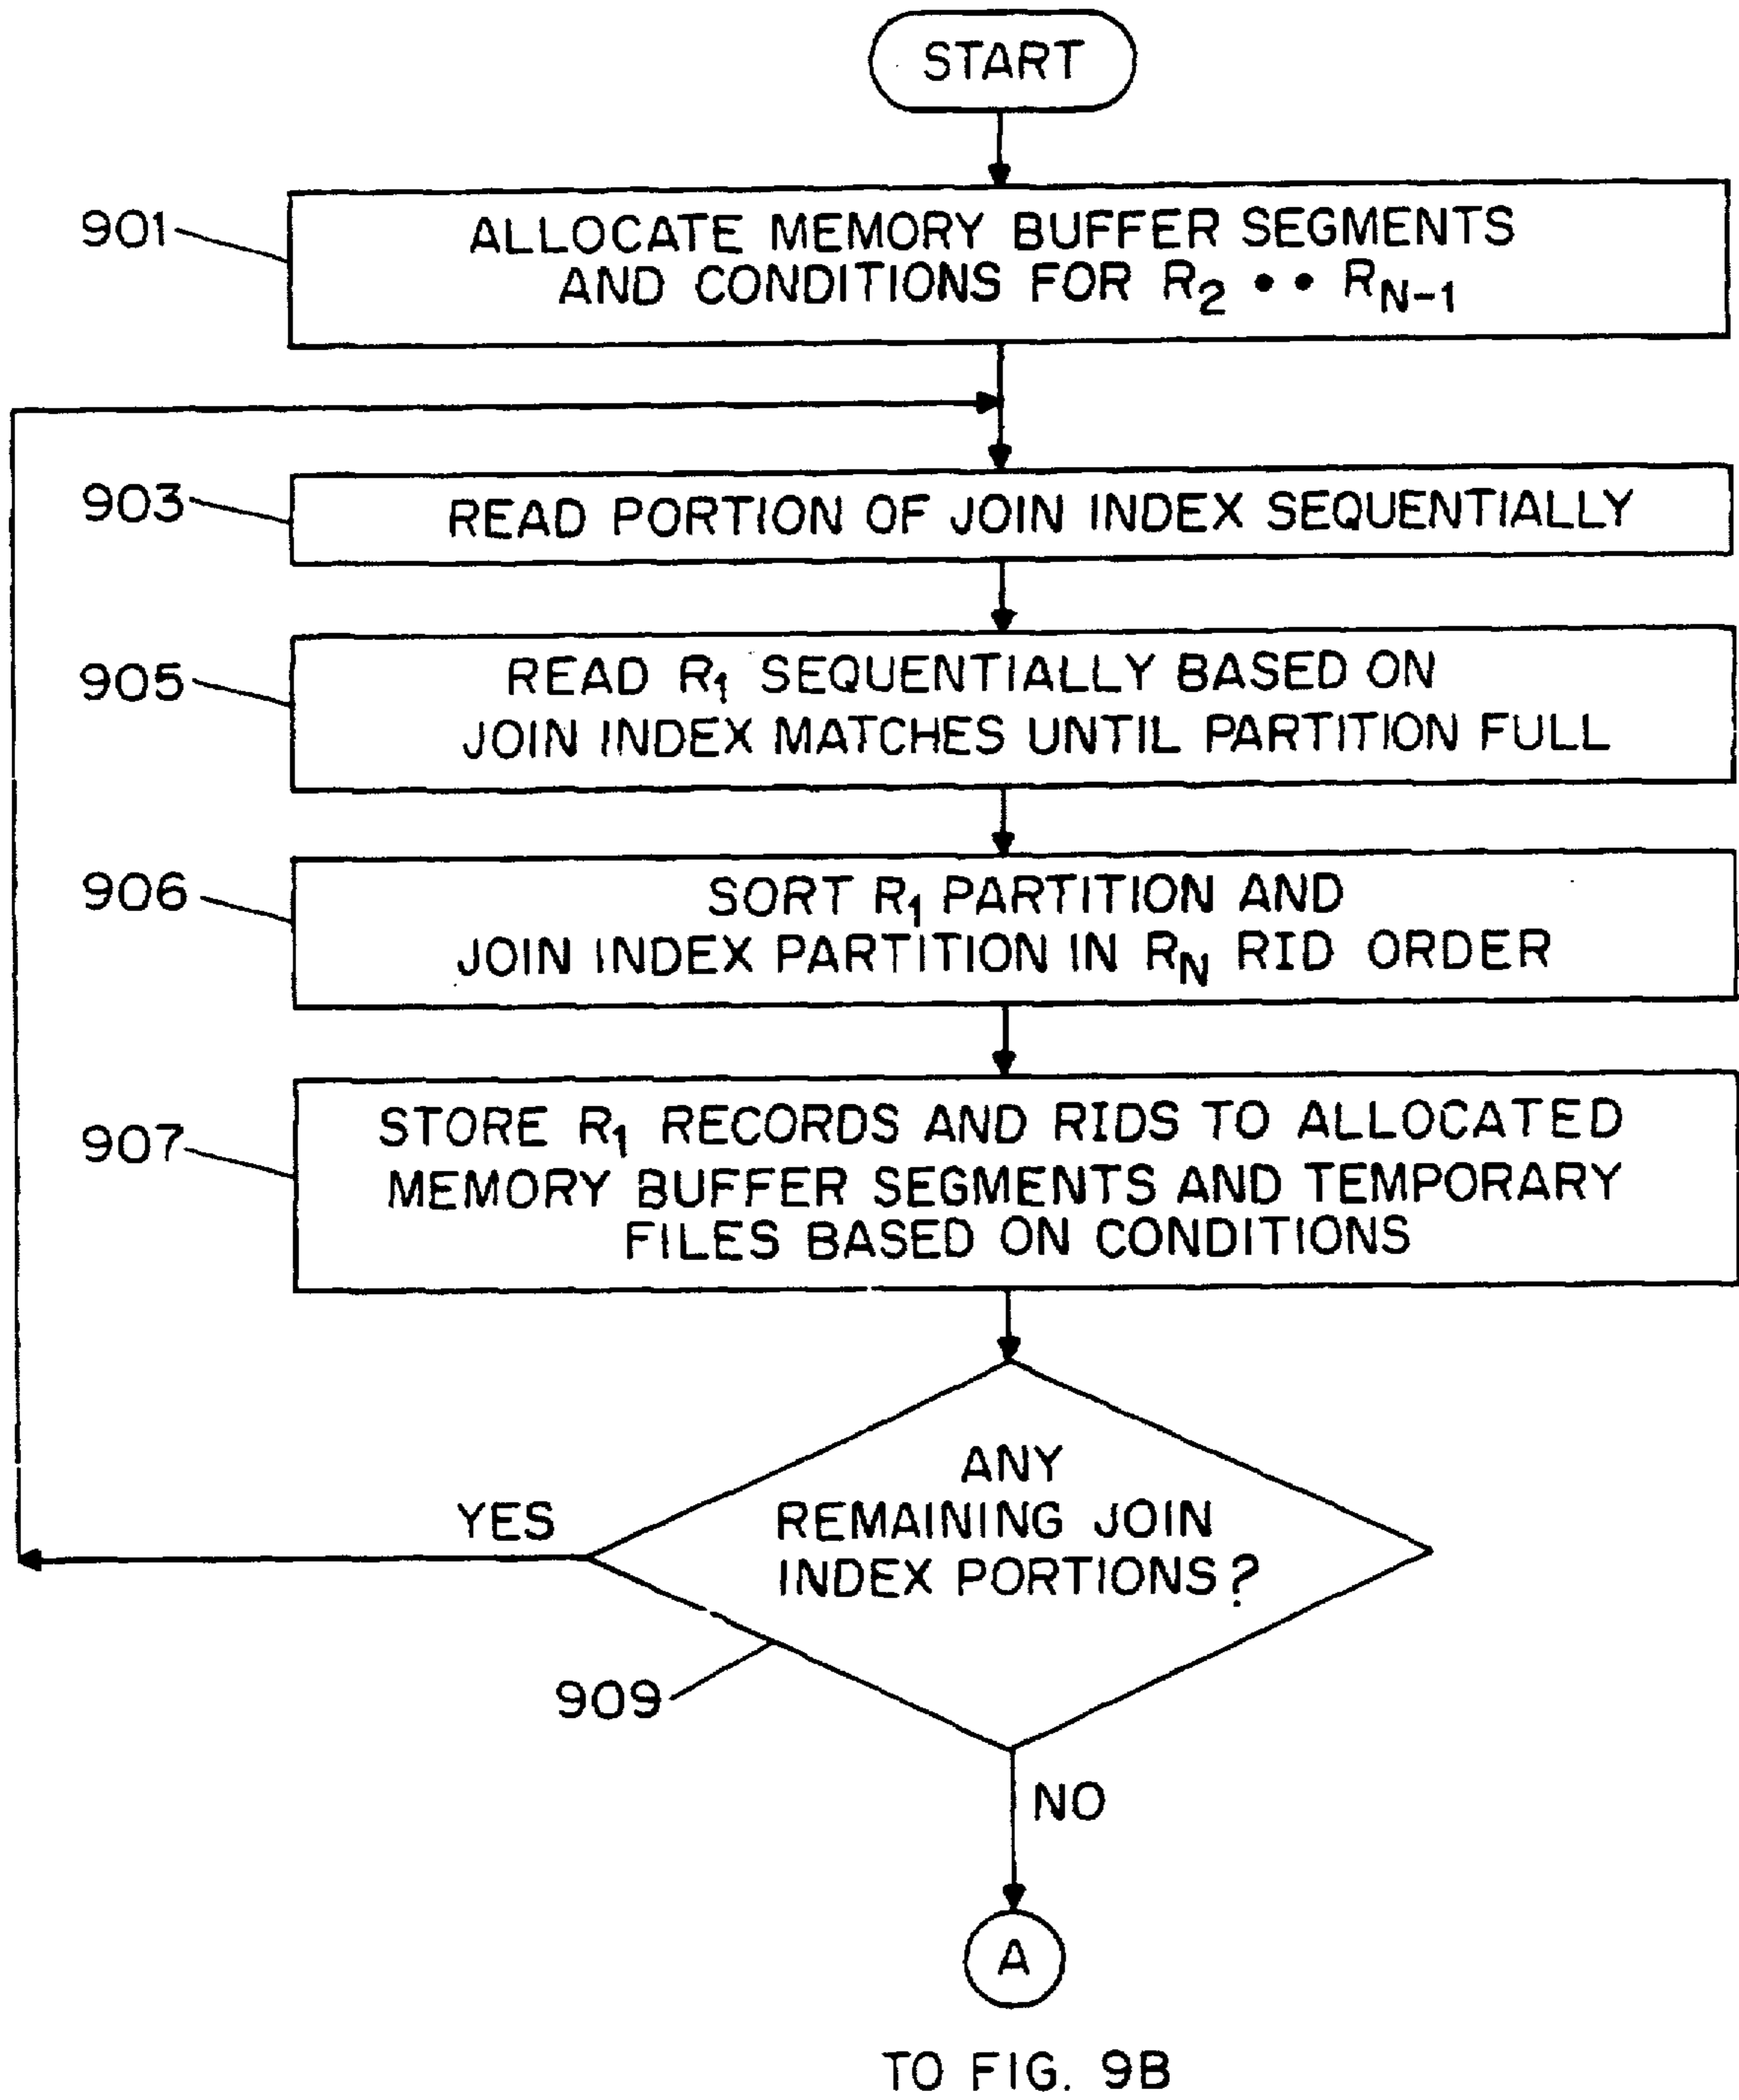 START
901
ALLOCATE MEMORY BUFFER SEGMENTS
AND CONDITIONS FOR R₂ • • R_N-1
903
READ PORTION OF JOIN INDEX SEQUENTIALLY
905
READ R₁ SEQUENTIALLY BASED ON
JOIN INDEX MATCHES UNTIL PARTITION FULL
906
SORT R₁ PARTITION AND
JOIN INDEX PARTITION IN R_N RID ORDER
907
STORE R₁ RECORDS AND RIDS TO ALLOCATED
MEMORY BUFFER SEGMENTS AND TEMPORARY
FILES BASED ON CONDITIONS
ANY
REMAINING JOIN
INDEX PORTIONS?
YES
909
NO
A
TO FIG. 9B